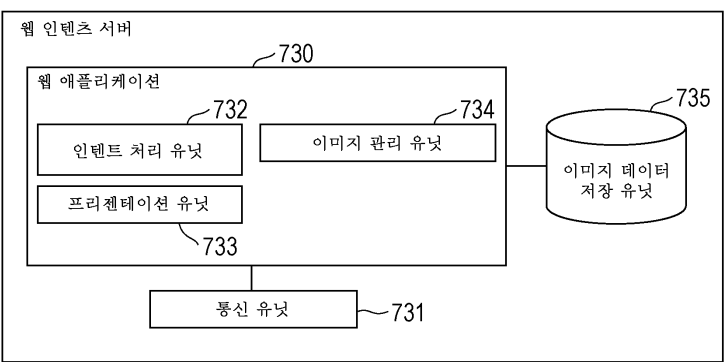 웹 인텐츠 서버
730
웹 애플리케이션
732
734
735
인텐트 처리 유닛
이미지 관리 유닛
이미지 데이터
저장 유닛
프리젠테이션 유닛
733
통신 유닛
731